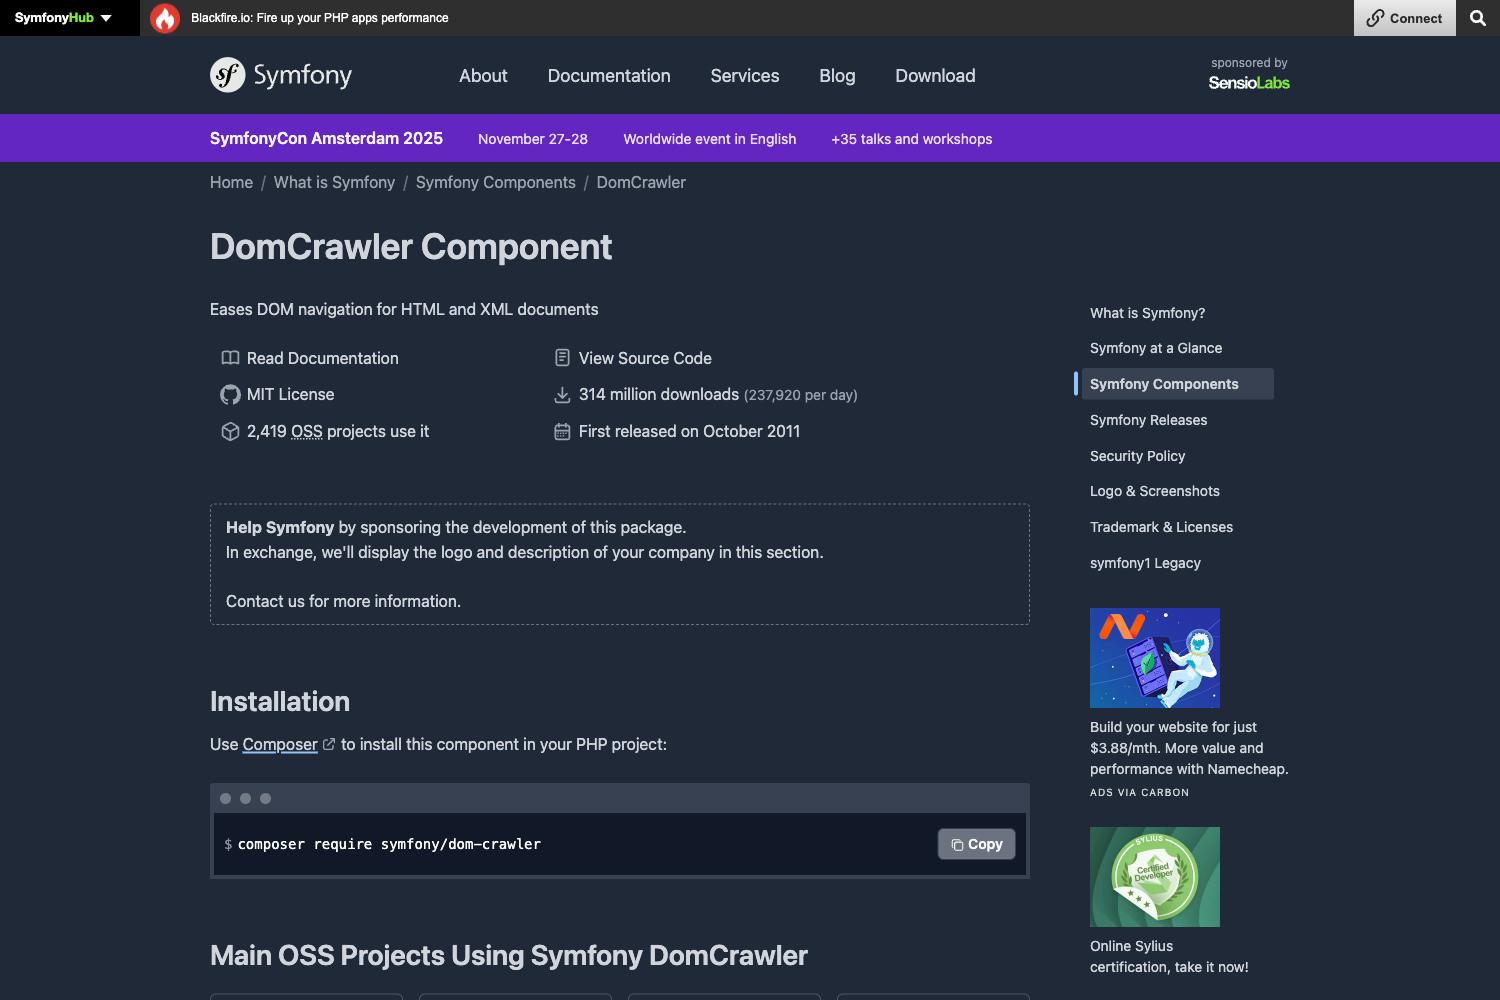 SymfonyHub
Blackfire.io: Fire up your PHP apps performance
Connect
Symfony
About
Documentation
Services
Blog
Download
sponsored by
SensioLabs
SymfonyCon Amsterdam 2025
November 27-28
Worldwide event in English
+35 talks and workshops
Home / What is Symfony / Symfony Components / DomCrawler
DomCrawler Component
Eases DOM navigation for HTML and XML documents
Read Documentation
View Source Code
MIT License
314 million downloads (237,920 per day)
2,419 OSS projects use it
First released on October 2011
Help Symfony by sponsoring the development of this package.
In exchange, we'll display the logo and description of your company in this section.
Contact us for more information.
Installation
Use Composer to install this component in your PHP project:
$ composer require symfony/dom-crawler
Copy
Main OSS Projects Using Symfony DomCrawler
What is Symfony?
Symfony at a Glance
Symfony Components
Symfony Releases
Security Policy
Logo & Screenshots
Trademark & Licenses
symfony1 Legacy
Build your website for just
$3.88/mth. More value and
performance with Namecheap.
ADS VIA CARBON
SYLIUS
Certified
Developer
Online Sylius
certification, take it now!